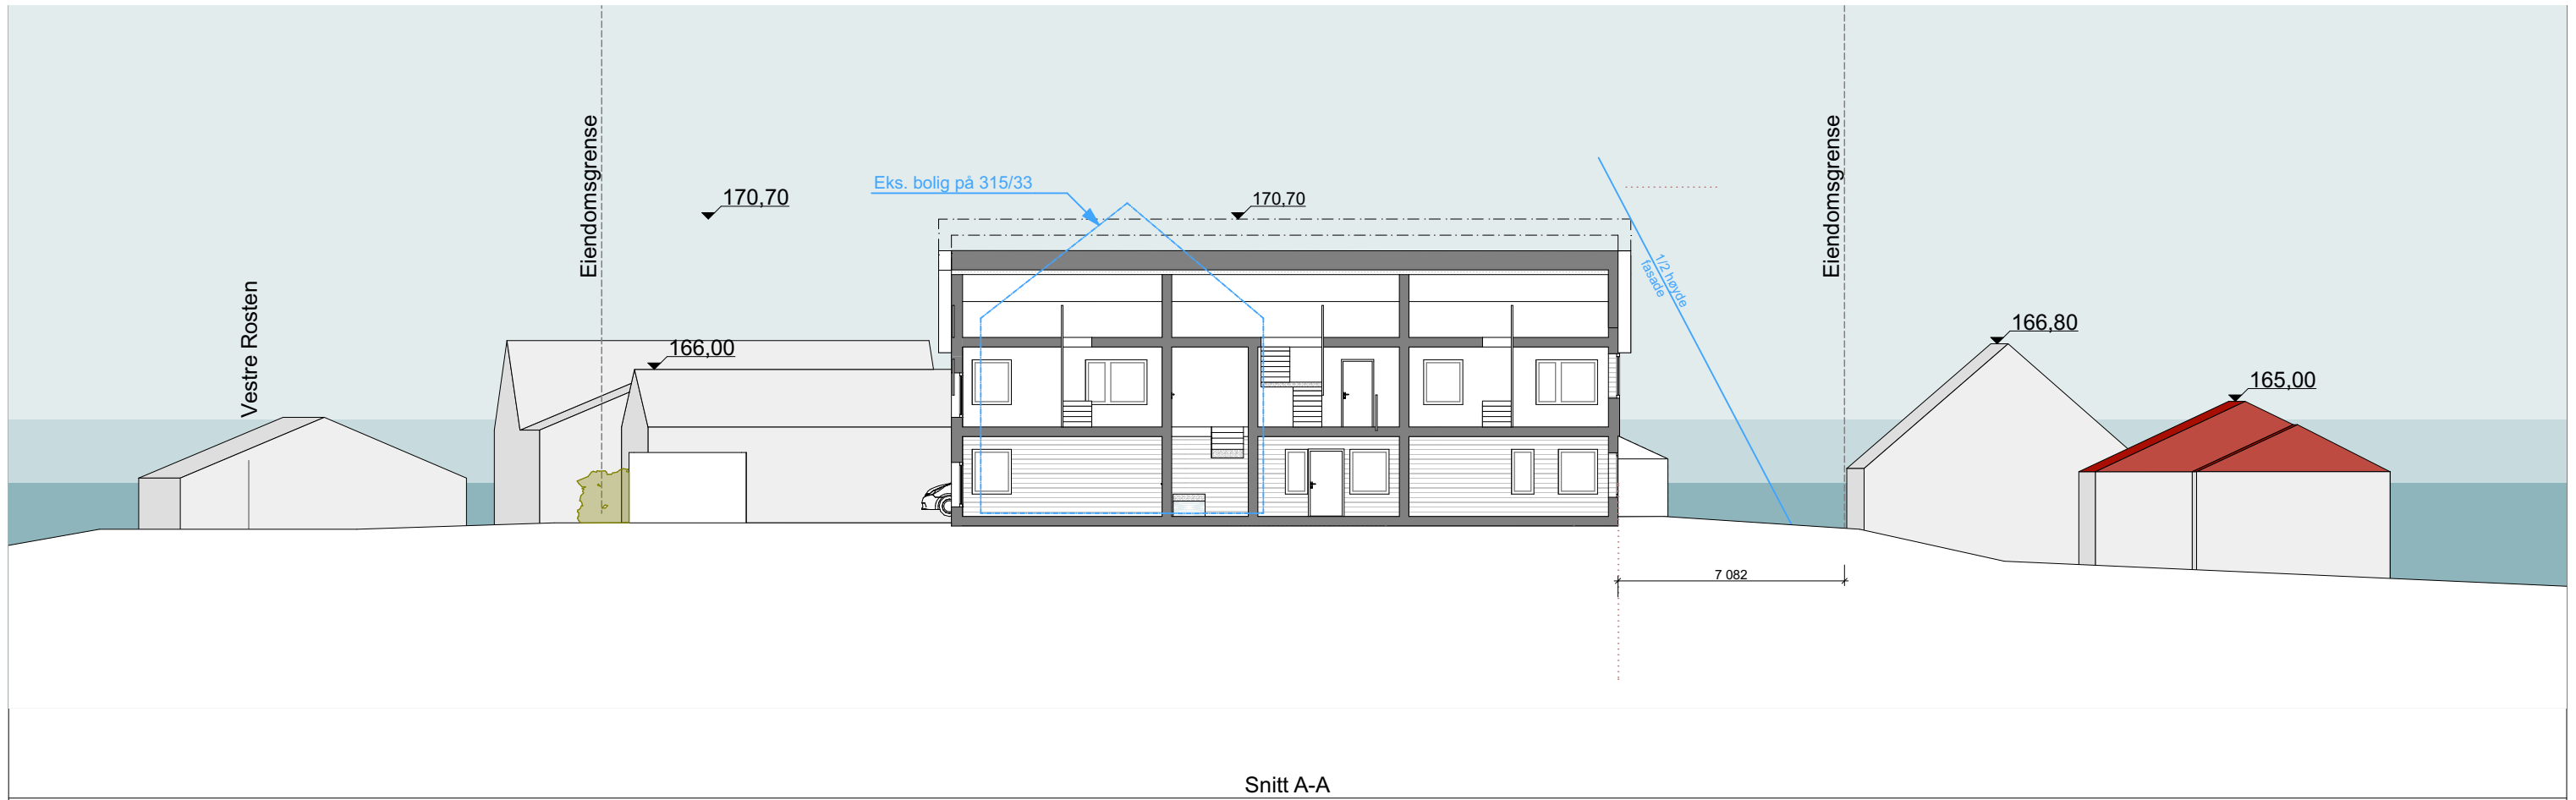 Eiendomsgrense
Eiendomsgrense
Eks. bolig på 315/33
170,70
170,70
1/2 høyde
fasade
Vestre Rosten
166,00
166,80
165,00
7 082
Snitt A-A